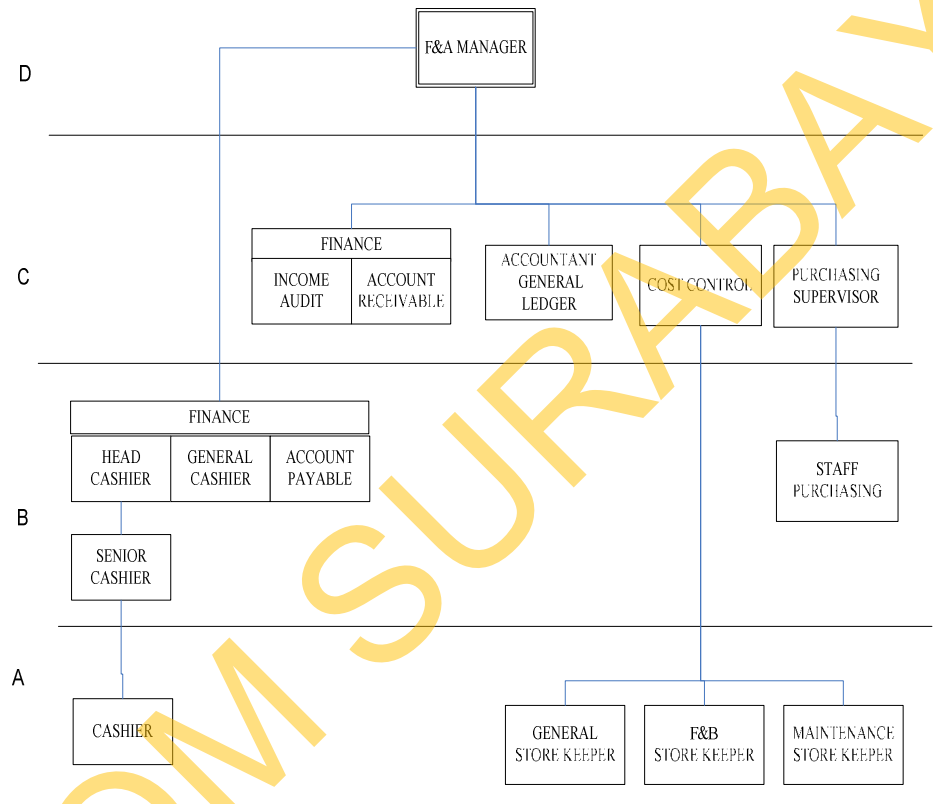 F&A MANAGER
D
FINANCE
INCOME
AUDIT
ACCOUNT
RECEIVABLE
ACCOUNTANT
GENERAL
LEDGER
COST CONTROL
PURCHASING
SUPERVISOR
C
FINANCE
HEAD
CASHIER
GENERAL
CASHIER
ACCOUNT
PAYABLE
STAFF
PURCHASING
B
SENIOR
CASHIER
A
CASHIER
GENERAL
STORE KEEPER
F&B
STORE KEEPER
MAINTENANCE
STORE KEEPER
OM SURABAY